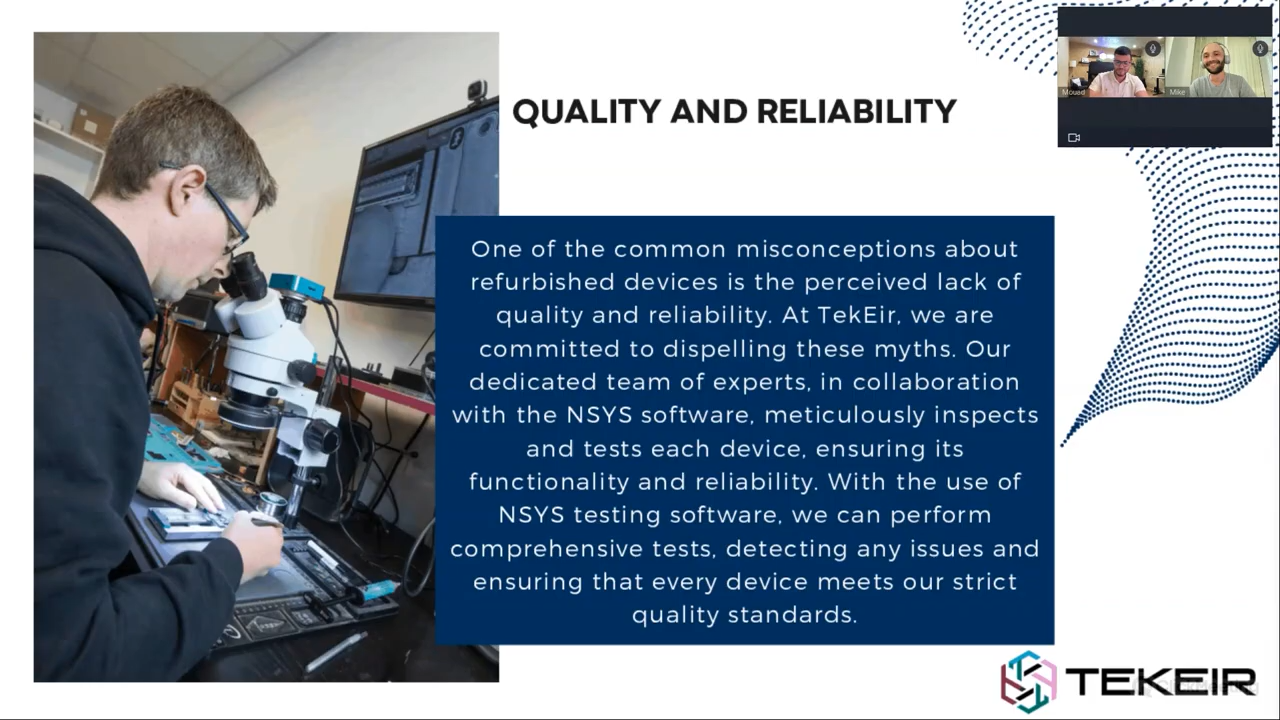 QUALITY AND RELIABILITY
Mouad
Mike
One of the common misconceptions about
refurbished devices is the perceived lack of
quality and reliability. At TekEir, we are
committed to dispelling these myths. Our
dedicated team of experts, in collaboration
with the NSYS software, meticulously inspects
and tests each device, ensuring its
functionality and reliability. With the use of
NSYS testing software, we can perform
comprehensive tests, detecting any issues and
ensuring that every device meets our strict
quality standards.
TEKEIR